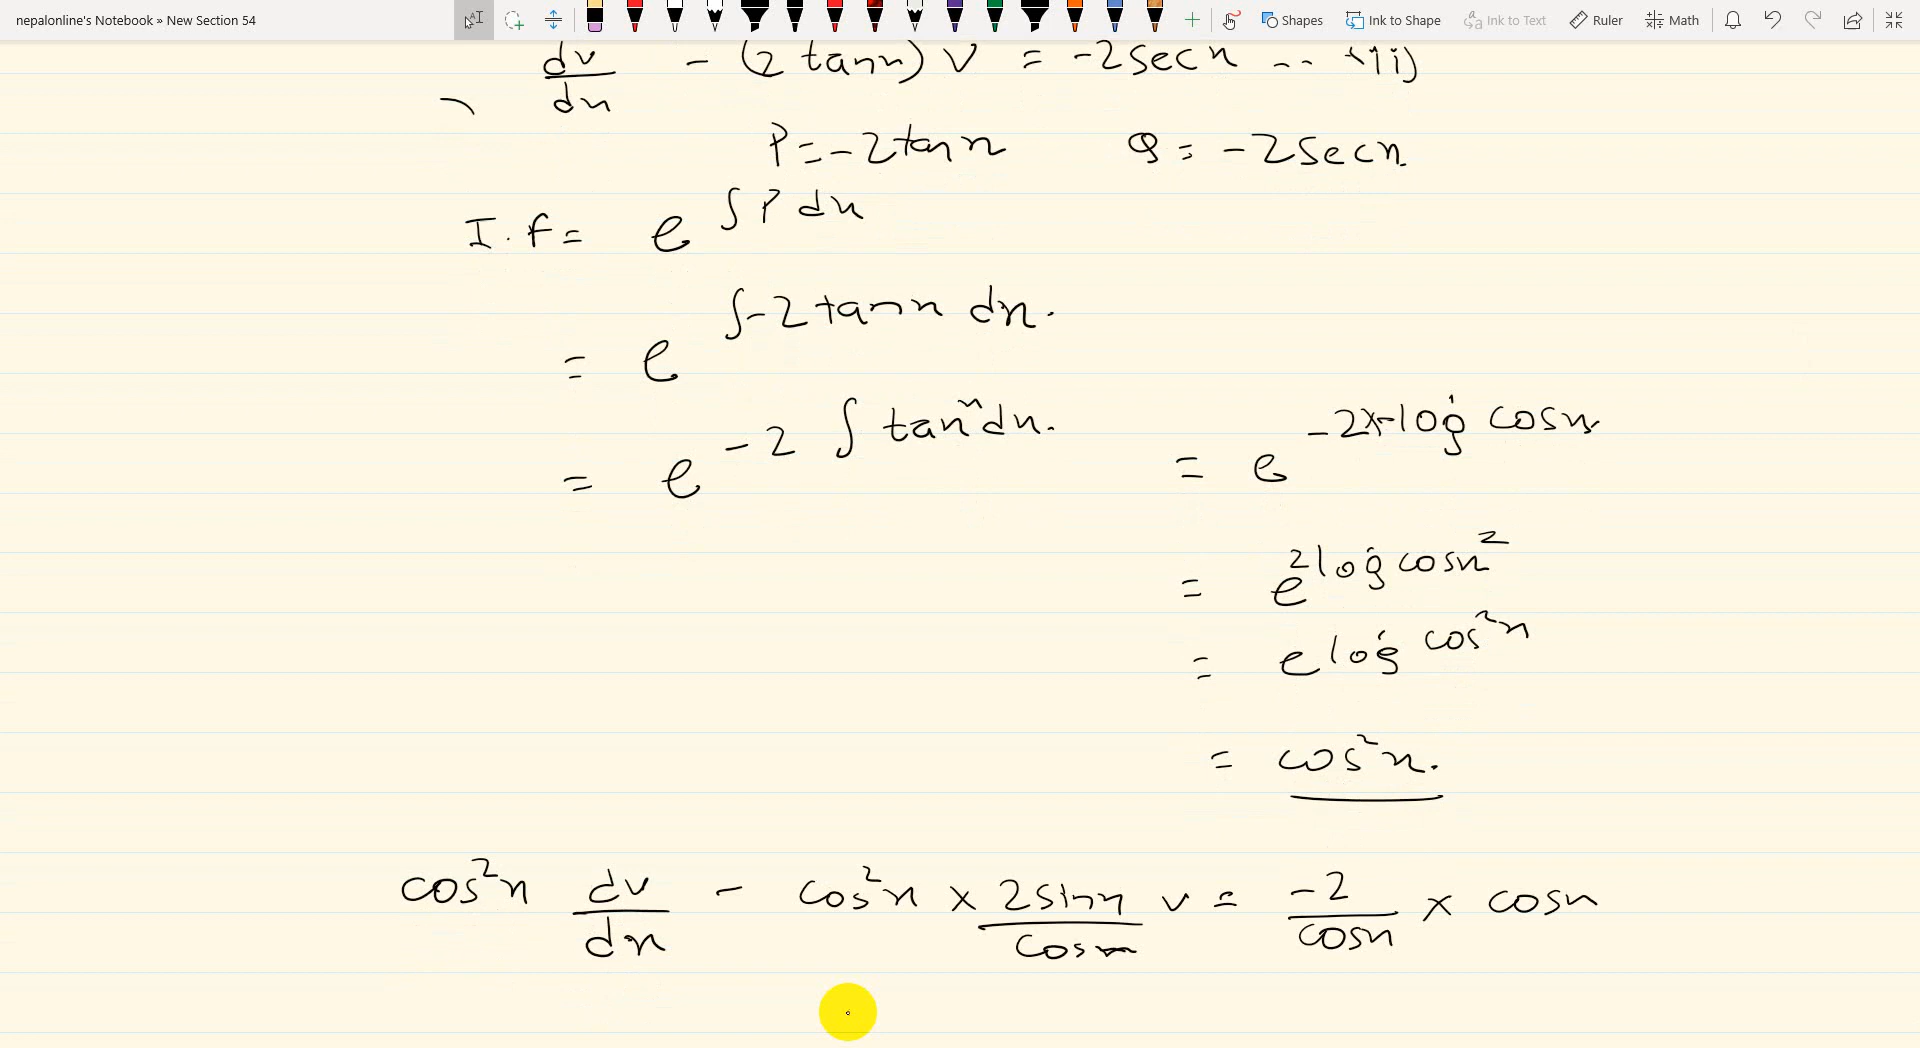 nepalonline's Notebook » New Section 54
Shapes Ink to Shape Ink to Text Ruler Math
dv/dx - (2 tanx) v = -2secx -- (ii)
P = -2tanx Q = -2secx.
I.f = e^∫P dx
= e^∫-2tanx dx.
= e^-2∫tanx dx.
= e^-2x-log cosx
= e^2log cosx^2
= e log cos²x
= cos²x.
cos²x dv/dx - cos²x × 2sinx/cosx v = -2/cosx × cosx